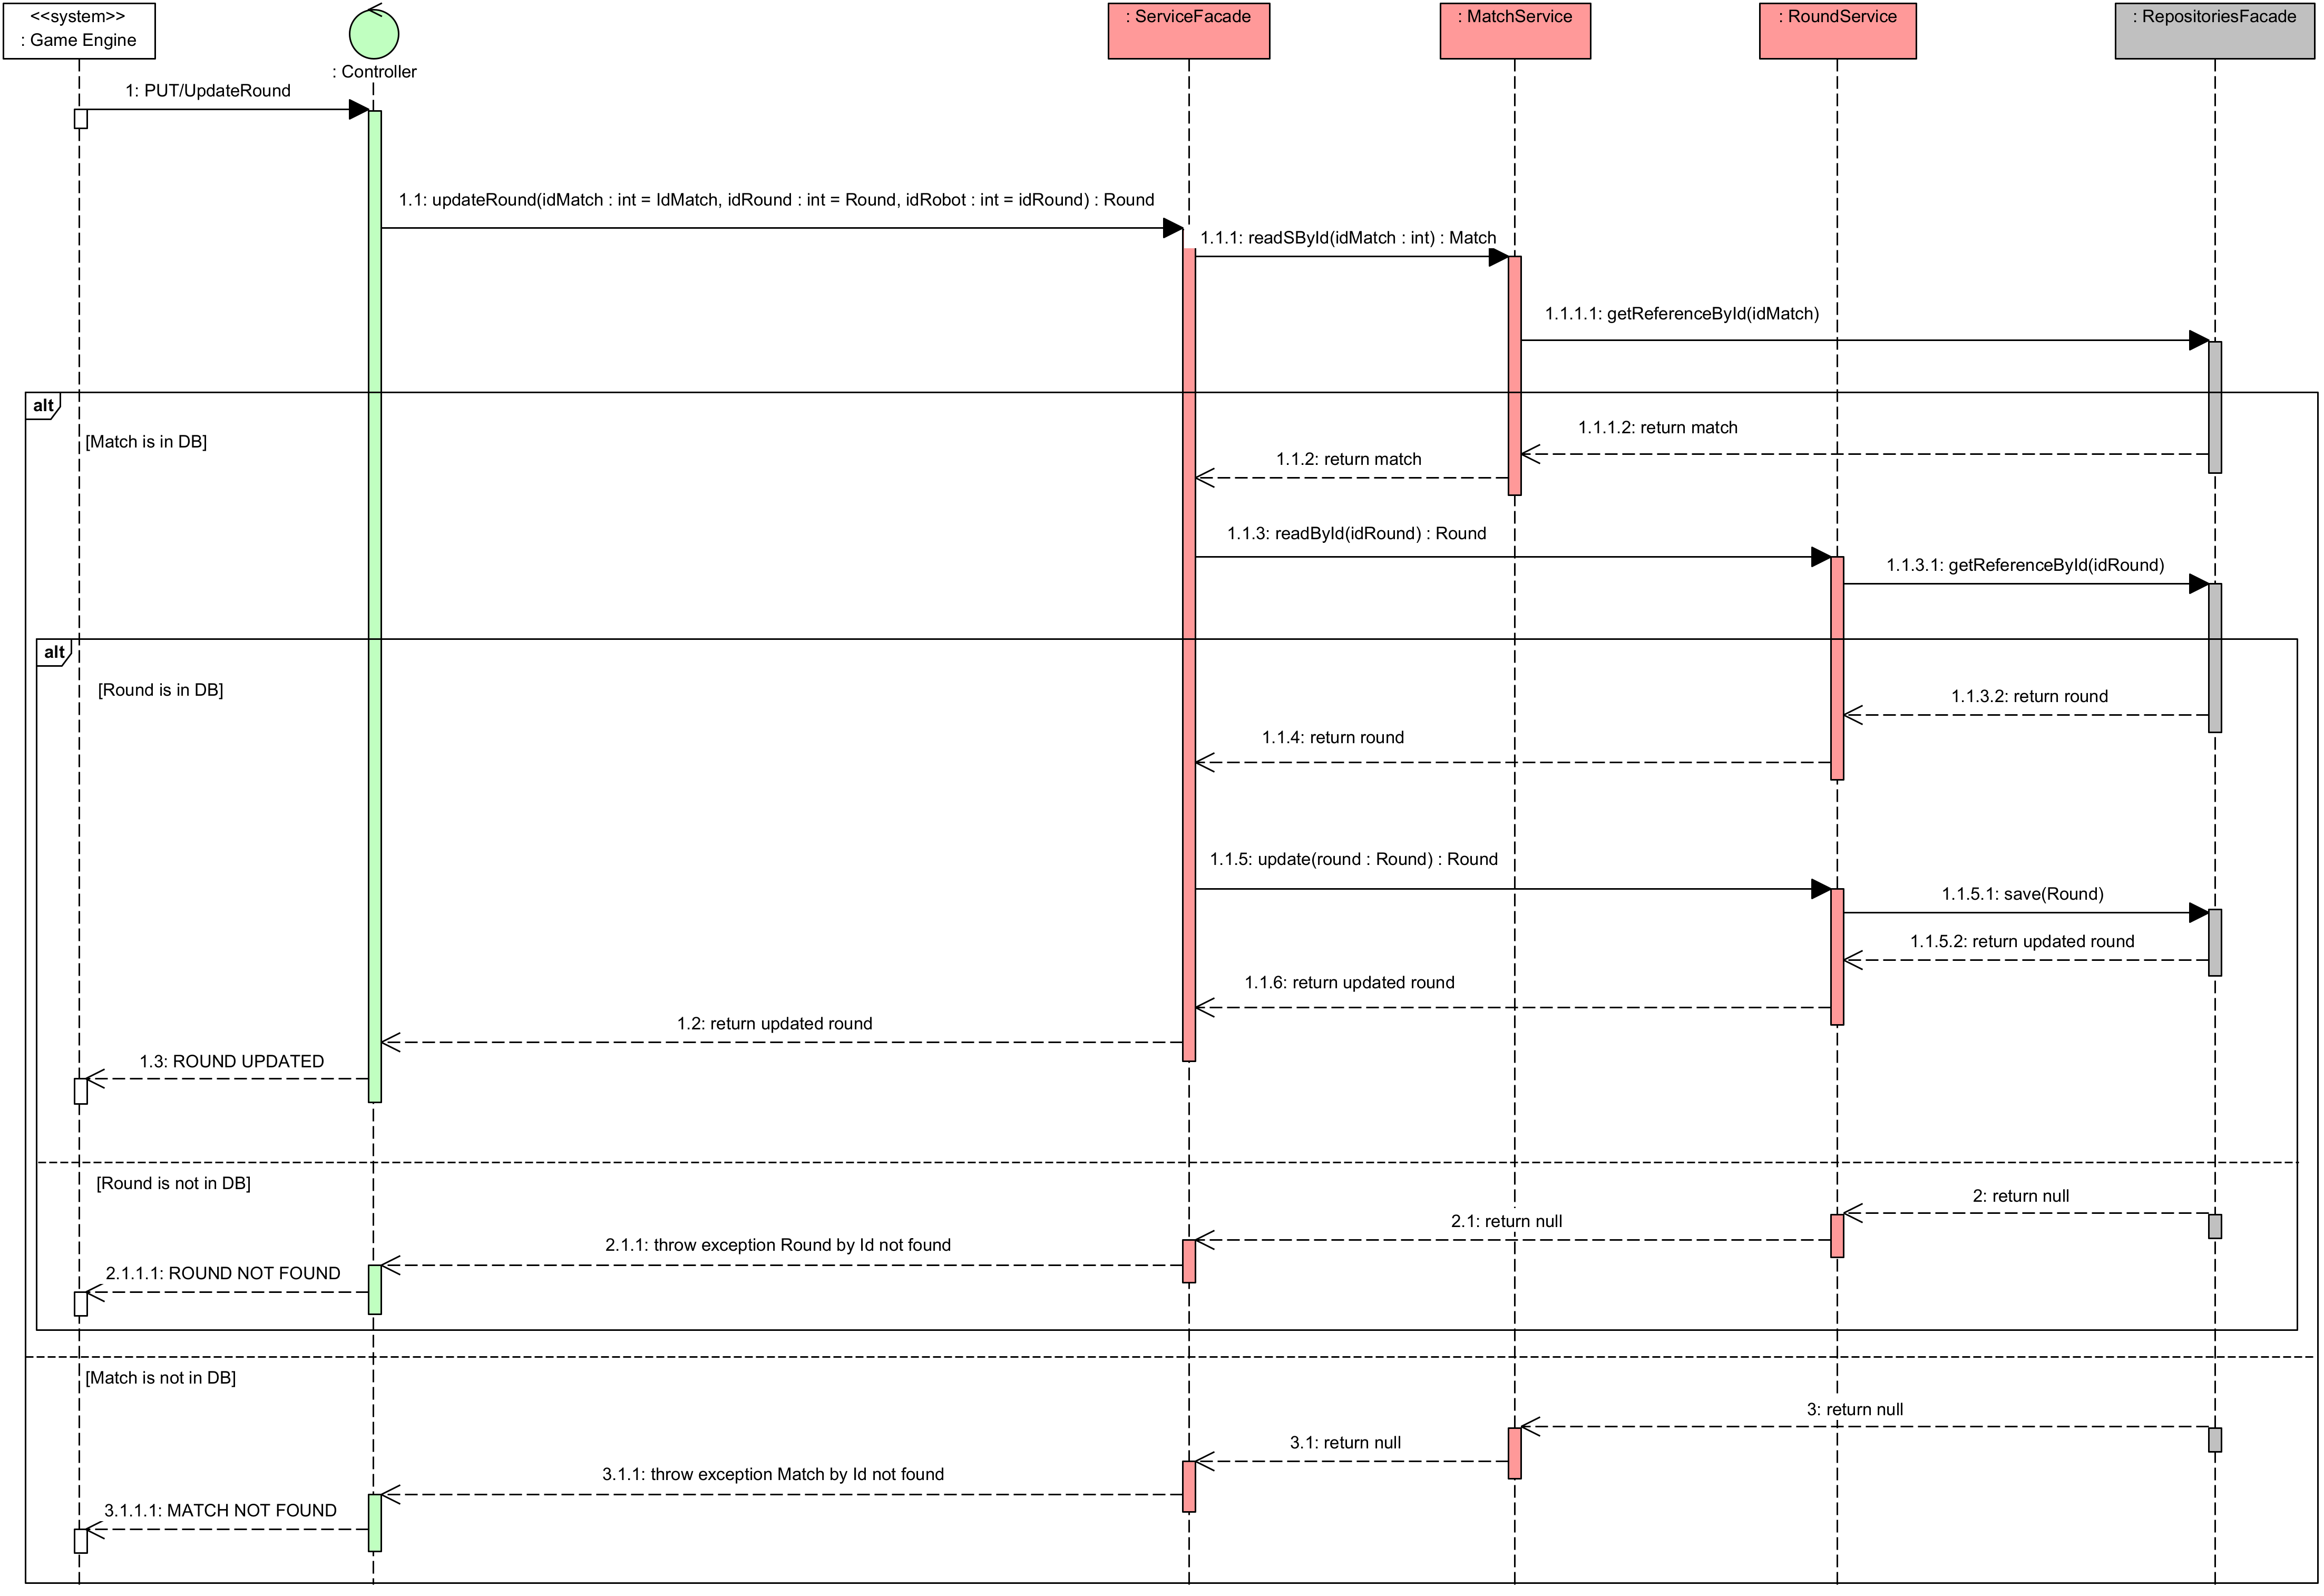 <<system>>
: Game Engine
: Controller
: ServiceFacade
: MatchService
: RoundService
: RepositoriesFacade
1: PUT/UpdateRound
1.1: updateRound(idMatch : int = IdMatch, idRound : int = Round, idRobot : int = idRound) : Round
1.1.1: readSById(idMatch : int) : Match
1.1.1.1: getReferenceById(idMatch)
alt
[Match is in DB]
1.1.1.2: return match
1.1.2: return match
1.1.3: readById(idRound) : Round
1.1.3.1: getReferenceById(idRound)
alt
[Round is in DB]
1.1.3.2: return round
1.1.4: return round
1.1.5: update(round : Round) : Round
1.1.5.1: save(Round)
1.1.5.2: return updated round
1.1.6: return updated round
1.2: return updated round
1.3: ROUND UPDATED
[Round is not in DB]
2: return null
2.1: return null
2.1.1: throw exception Round by Id not found
2.1.1.1: ROUND NOT FOUND
[Match is not in DB]
3: return null
3.1: return null
3.1.1: throw exception Match by Id not found
3.1.1.1: MATCH NOT FOUND